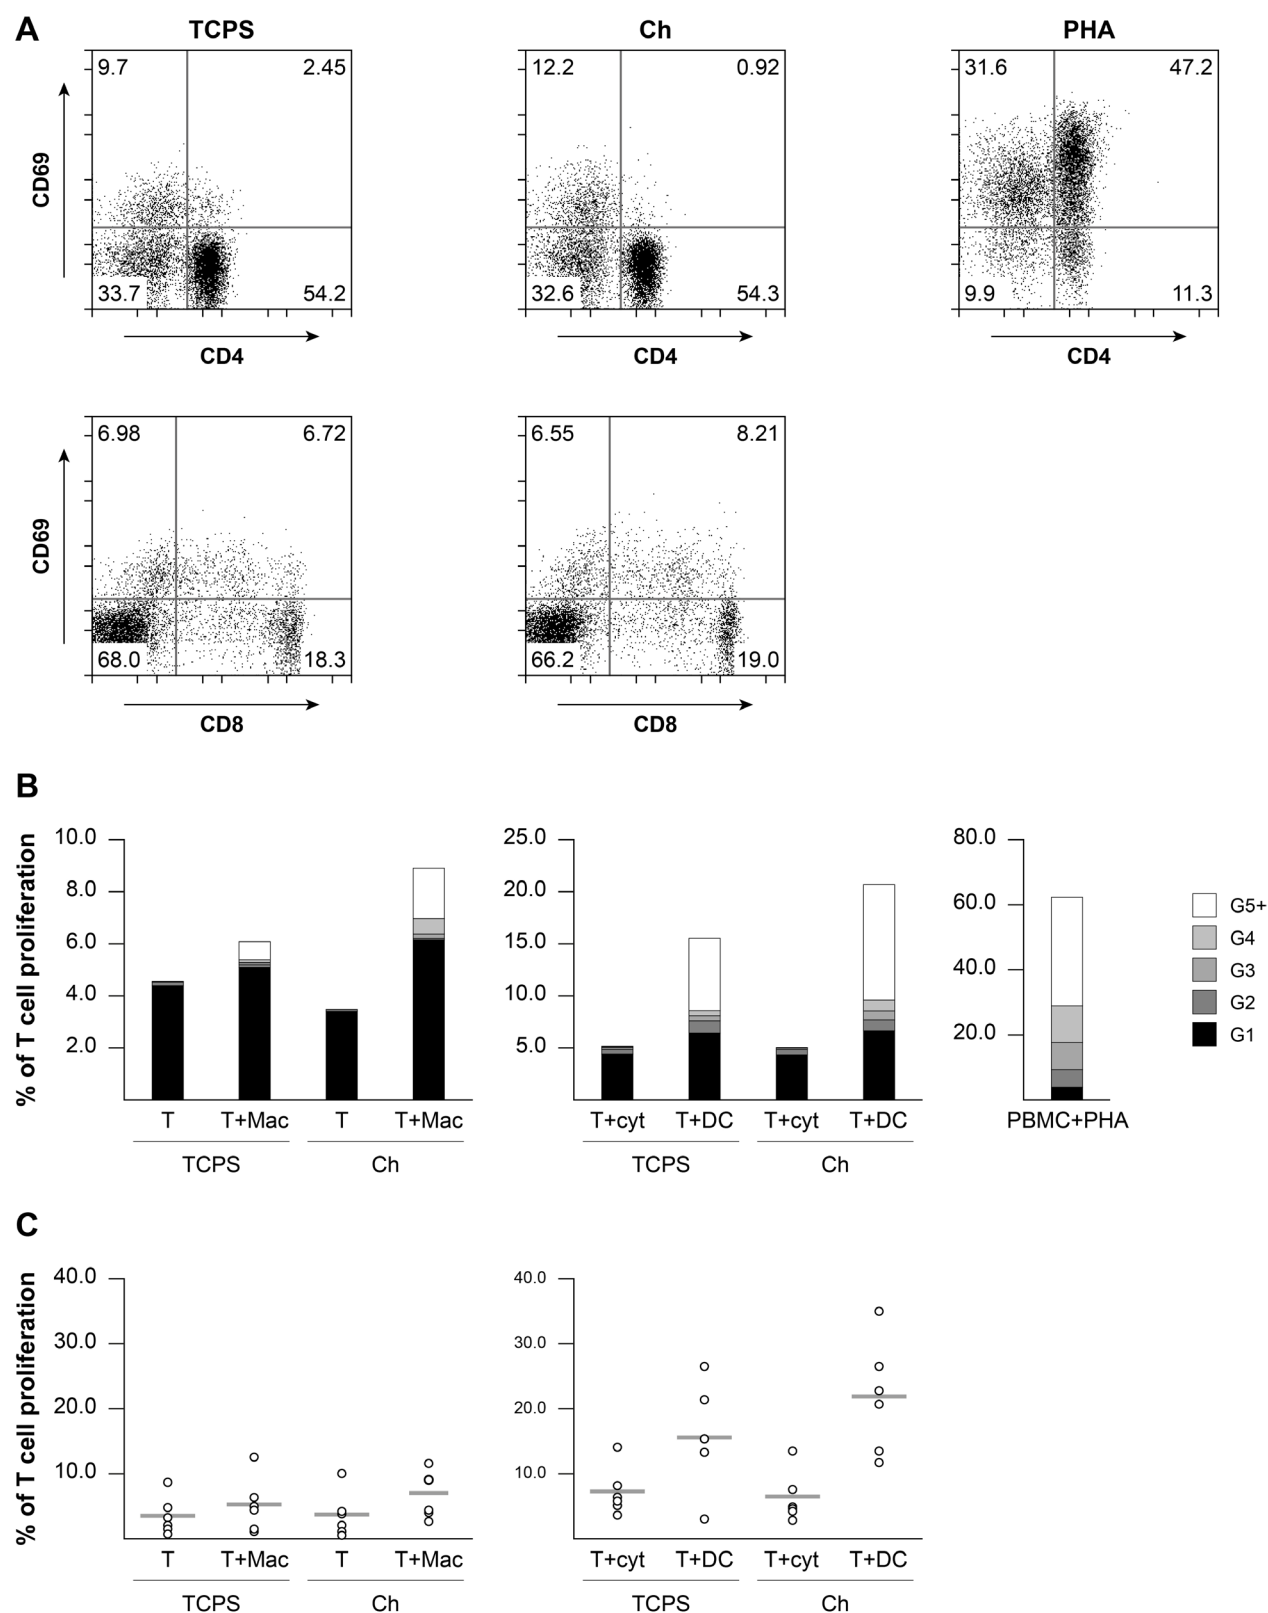 A
TCPS
Ch
PHA
9.7
2.45
12.2
0.92
31.6
47.2
CD69
33.7
54.2
32.6
54.3
9.9
11.3
CD4
CD4
CD4
6.98
6.72
6.55
8.21
CD69
68.0
18.3
66.2
19.0
CD8
CD8
B
% of T cell proliferation
10.0
8.0
6.0
4.0
2.0
T
T+Mac
T
T+Mac
TCPS
Ch
25.0
20.0
15.0
10.0
5.0
T+cyt
T+DC
T+cyt
T+DC
TCPS
Ch
80.0
60.0
40.0
20.0
PBMC+PHA
G5+
G4
G3
G2
G1
C
% of T cell proliferation
40.0
30.0
20.0
10.0
T
T+Mac
T
T+Mac
TCPS
Ch
40.0
30.0
20.0
10.0
T+cyt
T+DC
T+cyt
T+DC
TCPS
Ch